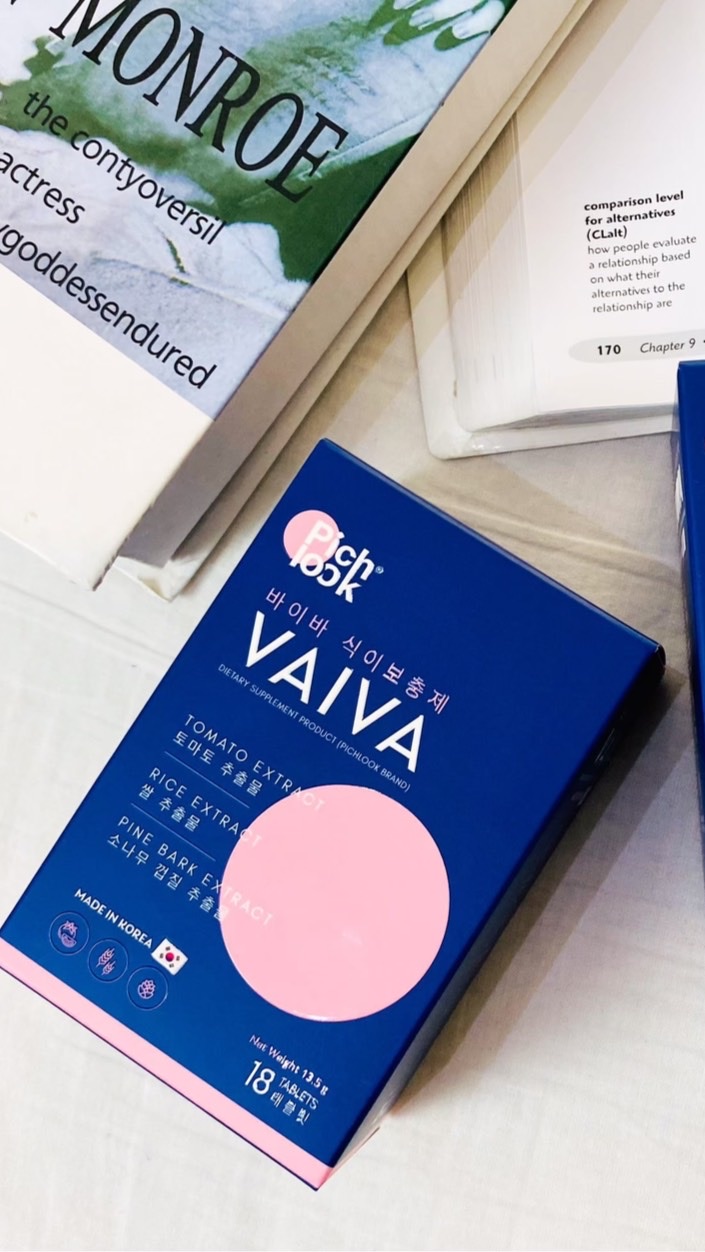 MONROE
the contyoversil
actress
goddessendured
comparison level
for alternatives
(CLalt)
how people evaluate
a relationship based
on what their
alternatives to the
relationship are
170 Chapter 9
Pich
look®
바이바 식이보충제
VAIVA
DIETARY SUPPLEMENT PRODUCT (PICHLOOK BRAND)
TOMATO EXTRACT
토마토 추출물
RICE EXTRACT
쌀 추출물
PINE BARK EXTRACT
소나무 껍질 추출물
MADE IN KOREA
Net Weight 13.5 g
18 TABLETS